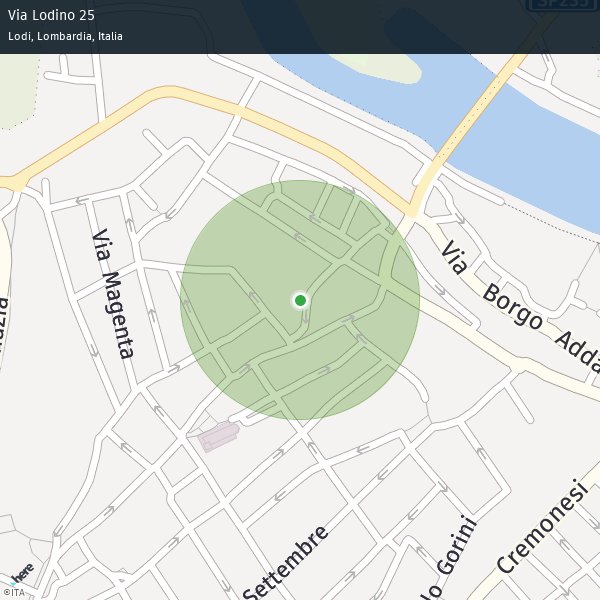 Via Lodino 25
Lodi, Lombardia, Italia
SP235
Via Magenta
Via Borgo Adda
Settembre
Cremonesi
lo Gorini
here
©ITA